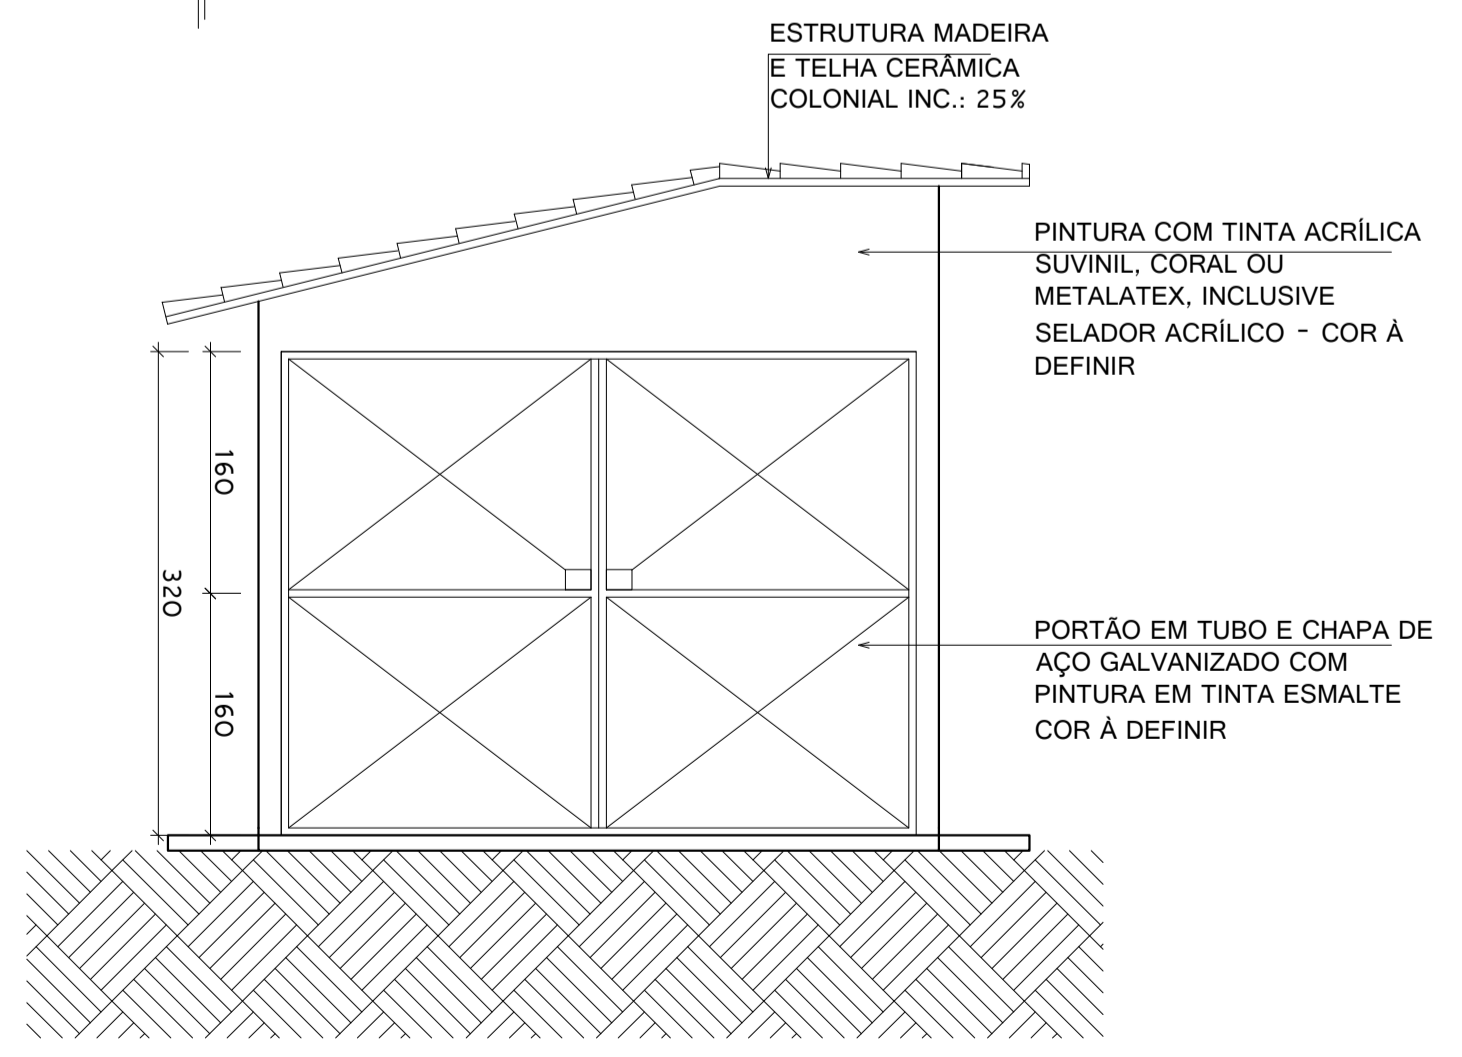 ESTRUTURA MADEIRA
E TELHA CERÂMICA
COLONIAL INC.: 25%
PINTURA COM TINTA ACRÍLICA
SUVINIL, CORAL OU
METALATEX, INCLUSIVE
SELADOR ACRÍLICO - COR À
DEFINIR
160
320
160
PORTÃO EM TUBO E CHAPA DE
AÇO GALVANIZADO COM
PINTURA EM TINTA ESMALTE
COR À DEFINIR